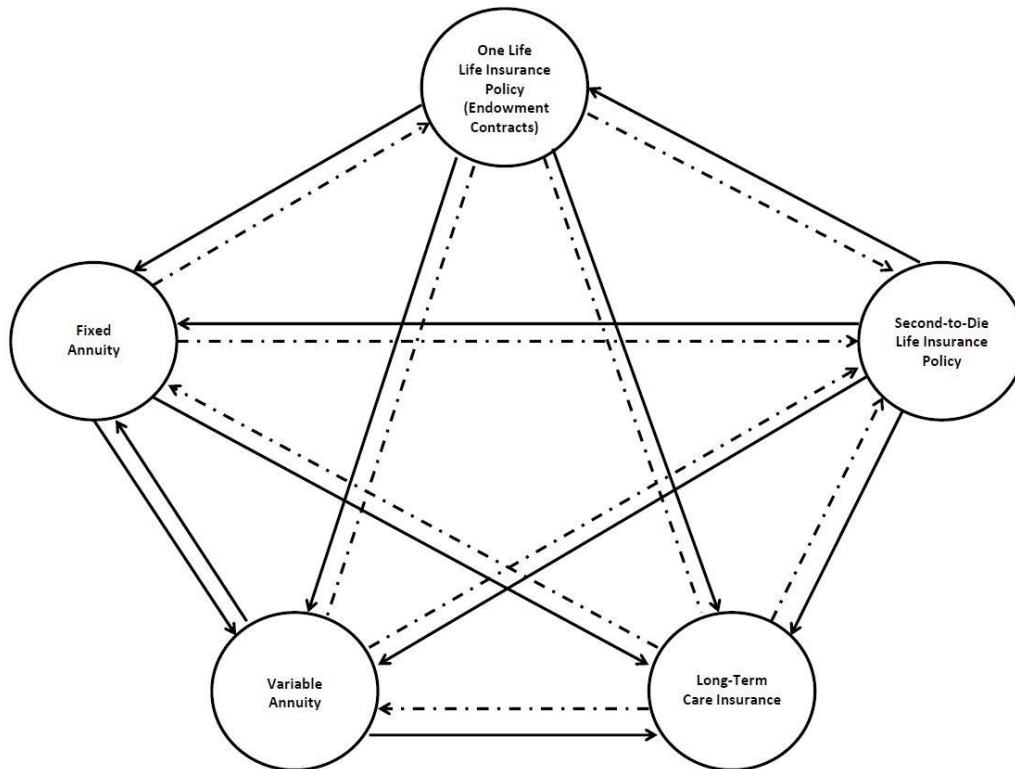 One Life
Life Insurance
Policy
(Endowment
Contracts)
Fixed
Annuity
Second-to-Die
Life Insurance
Policy
Variable
Annuity
Long-Term
Care Insurance